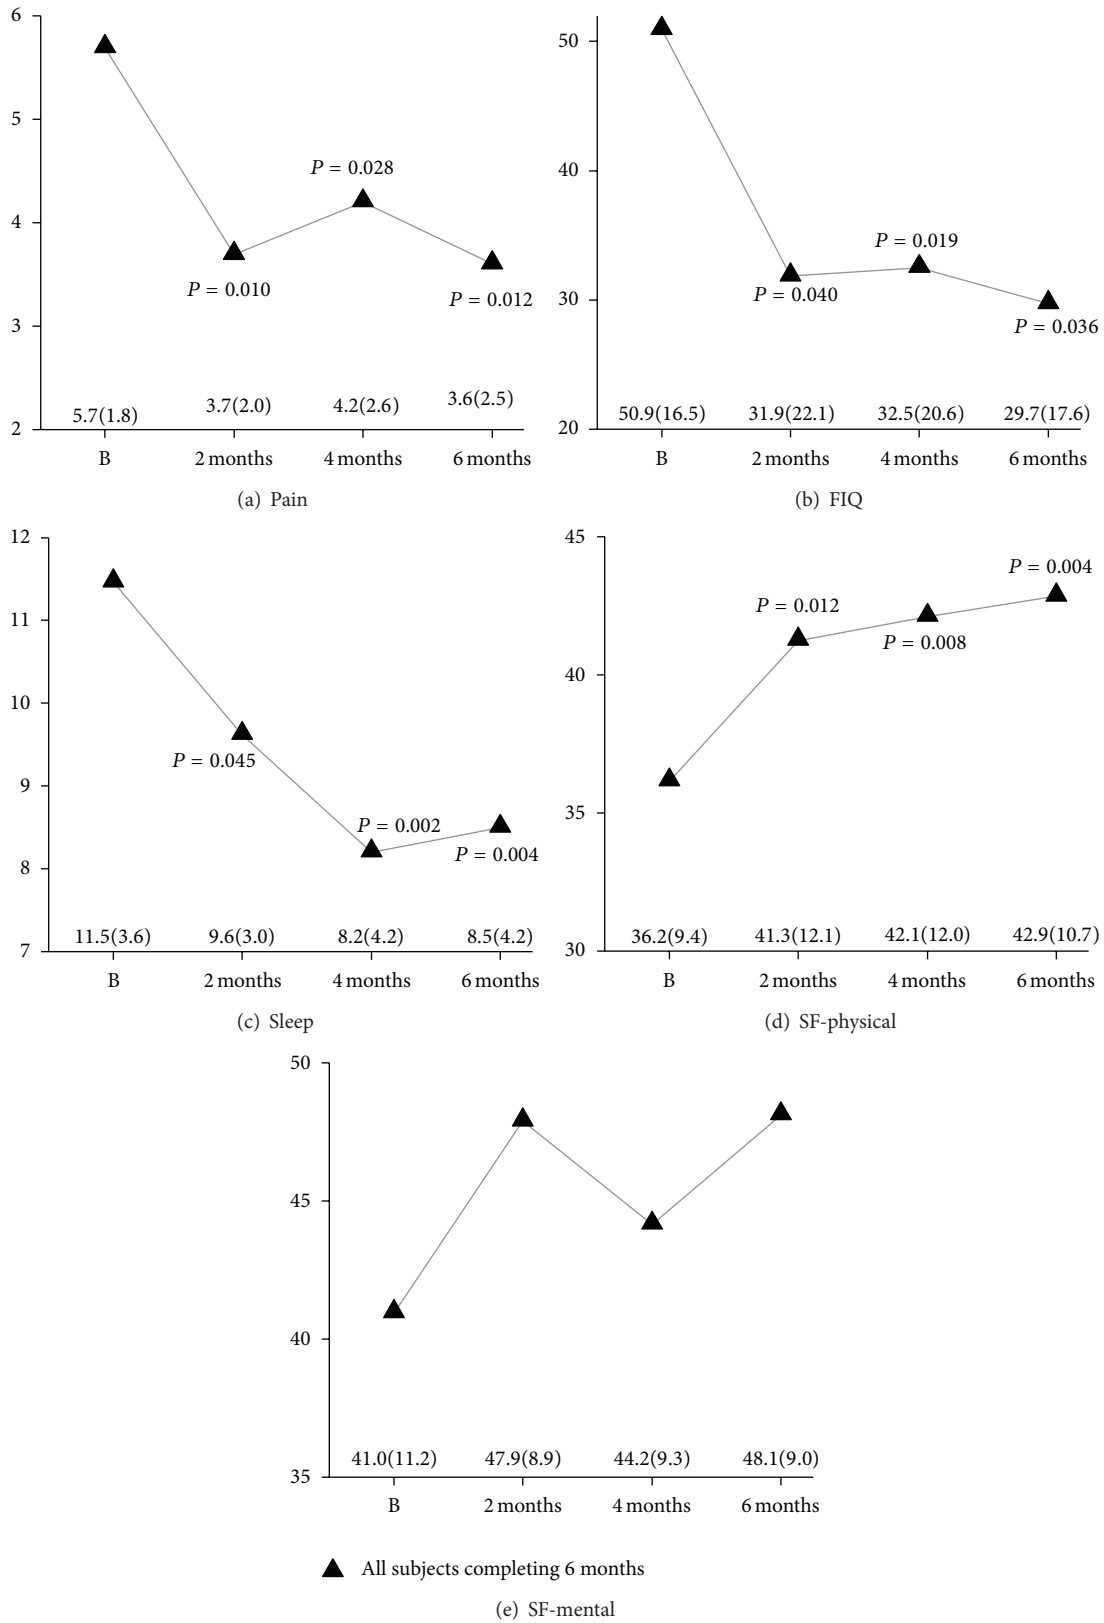 6
5
4
3
2
P = 0.028
P = 0.010
P = 0.012
5.7(1.8) 3.7(2.0) 4.2(2.6) 3.6(2.5)
B 2 months 4 months 6 months
(a) Pain
50
40
30
20
P = 0.019
P = 0.040
P = 0.036
50.9(16.5) 31.9(22.1) 32.5(20.6) 29.7(17.6)
B 2 months 4 months 6 months
(b) FIQ
12
11
10
9
8
7
P = 0.045
P = 0.002
P = 0.004
11.5(3.6) 9.6(3.0) 8.2(4.2) 8.5(4.2)
B 2 months 4 months 6 months
(c) Sleep
45
40
35
30
P = 0.004
P = 0.012
P = 0.008
36.2(9.4) 41.3(12.1) 42.1(12.0) 42.9(10.7)
B 2 months 4 months 6 months
(d) SF-physical
50
45
40
35
41.0(11.2) 47.9(8.9) 44.2(9.3) 48.1(9.0)
B 2 months 4 months 6 months
All subjects completing 6 months
(e) SF-mental